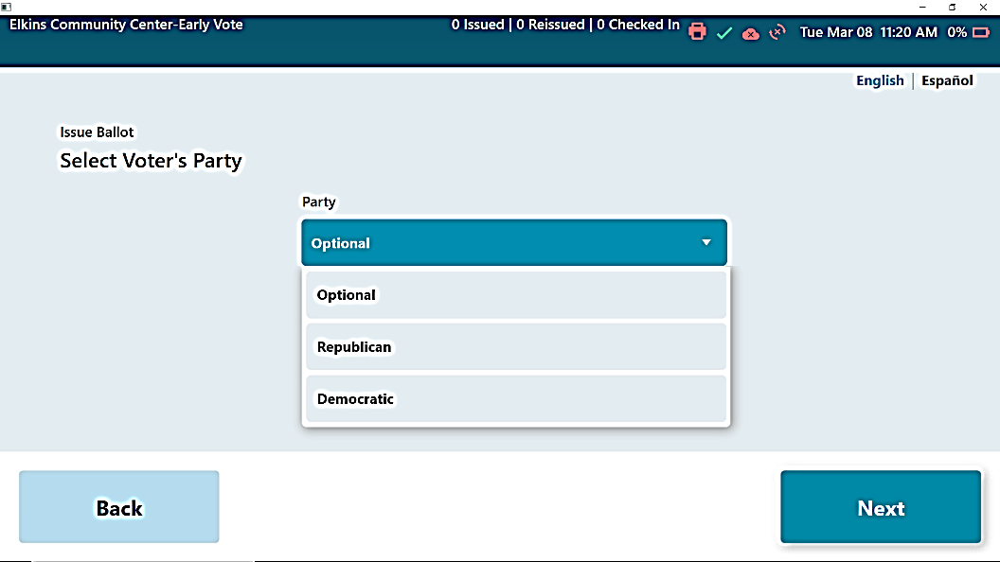 Elkins Community Center-Early Vote
0 Issued | 0 Reissued | 0 Checked In
Tue Mar 08 11:20 AM 0%
English | Español
Issue Ballot
Select Voter's Party
Party
Optional
Optional
Republican
Democratic
Back
Next